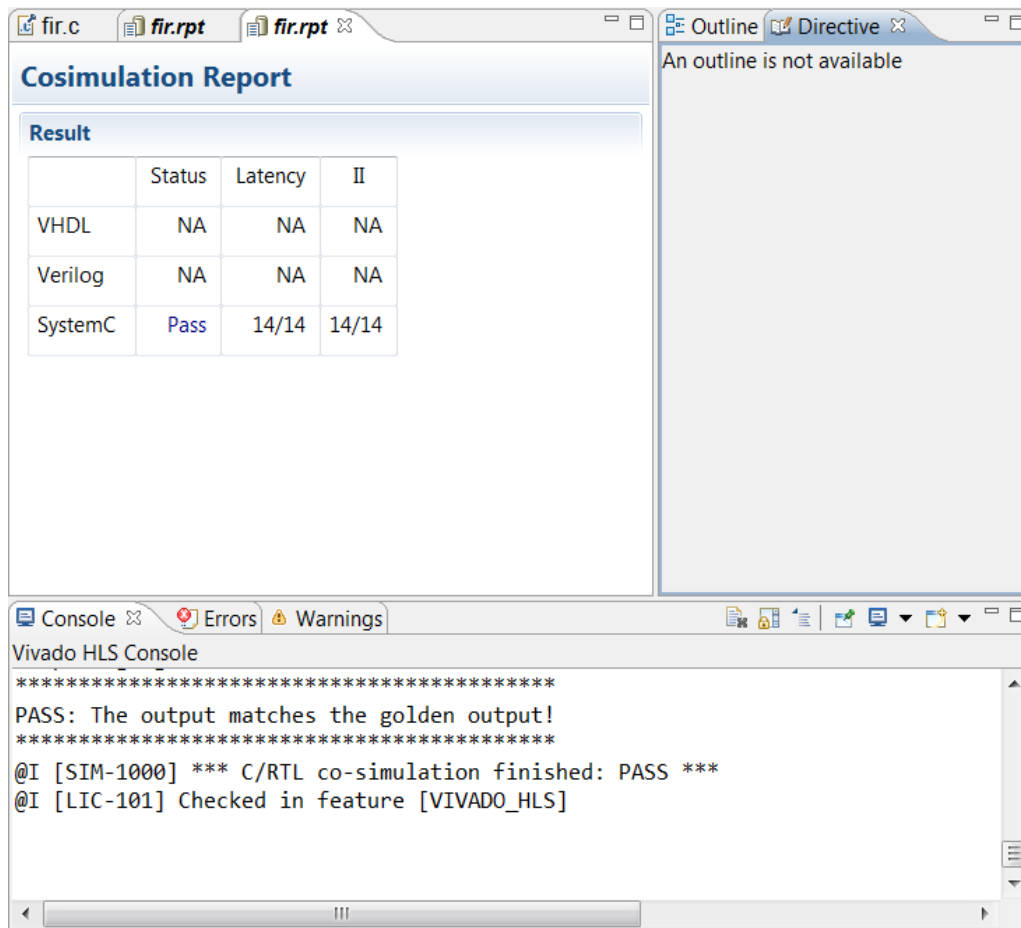 fir.c fir.rpt fir.rpt
Outline Directive
An outline is not available
Cosimulation Report
Result
Status Latency II
VHDL NA NA NA
Verilog NA NA NA
SystemC Pass 14/14 14/14
Console Errors Warnings
Vivado HLS Console
*******************************************
PASS: The output matches the golden output!
*******************************************
@I [SIM-1000] *** C/RTL co-simulation finished: PASS ***
@I [LIC-101] Checked in feature [VIVADO_HLS]